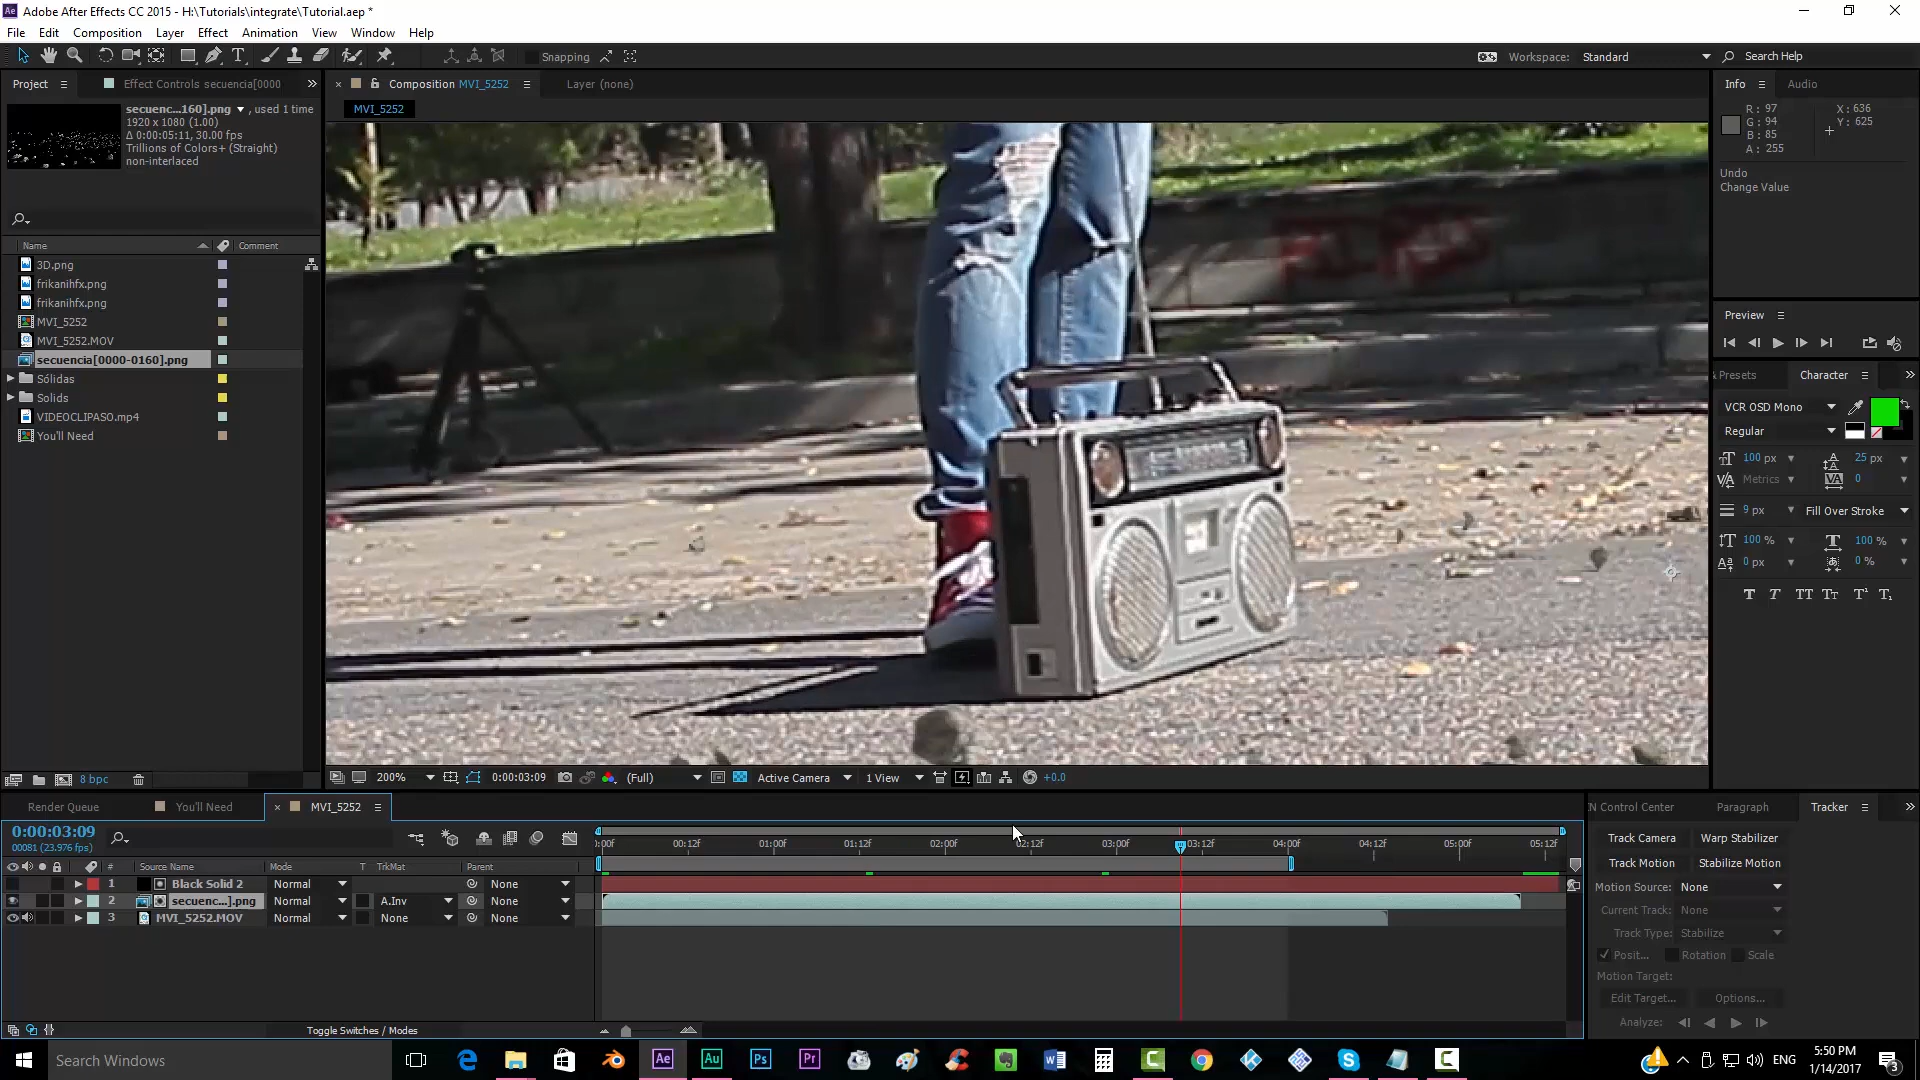 Adobe After Effects CC 2015 - H:\Tutorials\integrate\Tutorial.aep *
File Edit Composition Layer Effect Animation View Window Help
Snapping
Workspace: Standard
Search Help
Project
Effect Controls secuencia[0000
Composition MVI_5252
Layer (none)
Info
Audio
MVI_5252
secuenc...160].png ▼, used 1 time
1920 x 1080 (1.00)
Δ 0:00:05:11, 30.00 fps
Trillions of Colors+ (Straight)
non-interlaced
R: 97
G: 94
B: 85
A: 255
X: 636
Y: 625
Undo
Change Value
Name
Comment
3D.png
frikanihfx.png
frikanihfx.png
MVI_5252
MVI_5252.MOV
secuencia[0000-0160].png
Sólidas
Solids
VIDEOCLIPASO.mp4
You'll Need
Preview
& Presets
Character
VCR OSD Mono
Regular
100 px
25 px
Metrics
0
9 px
Fill Over Stroke
100 %
100 %
0 px
0 %
T T TT Tт T¹ T₁
8 bpc
200%
0:00:03:09
(Full)
Active Camera
1 View
+0.0
Render Queue
You'll Need
MVI_5252
0:00:03:09
00081 (23.976 fps)
):00f 00:12f 01:00f 01:12f 02:00f 02:12f 03:00f 03:12f 04:00f 04:12f 05:00f 05:12f
# Source Name Mode T TrkMat Parent
1 Black Solid 2 Normal None
2 secuenc...].png Normal A.Inv None
3 MVI_5252.MOV Normal None None
Toggle Switches / Modes
N Control Center
Paragraph
Tracker
Track Camera
Warp Stabilizer
Track Motion
Stabilize Motion
Motion Source: None
Current Track: None
Track Type: Stabilize
Posit... Rotation Scale
Motion Target:
Edit Target...
Options...
Analyze:
Search Windows
Ae
Au
Ps
Pr
ENG
5:50 PM
1/14/2017
3